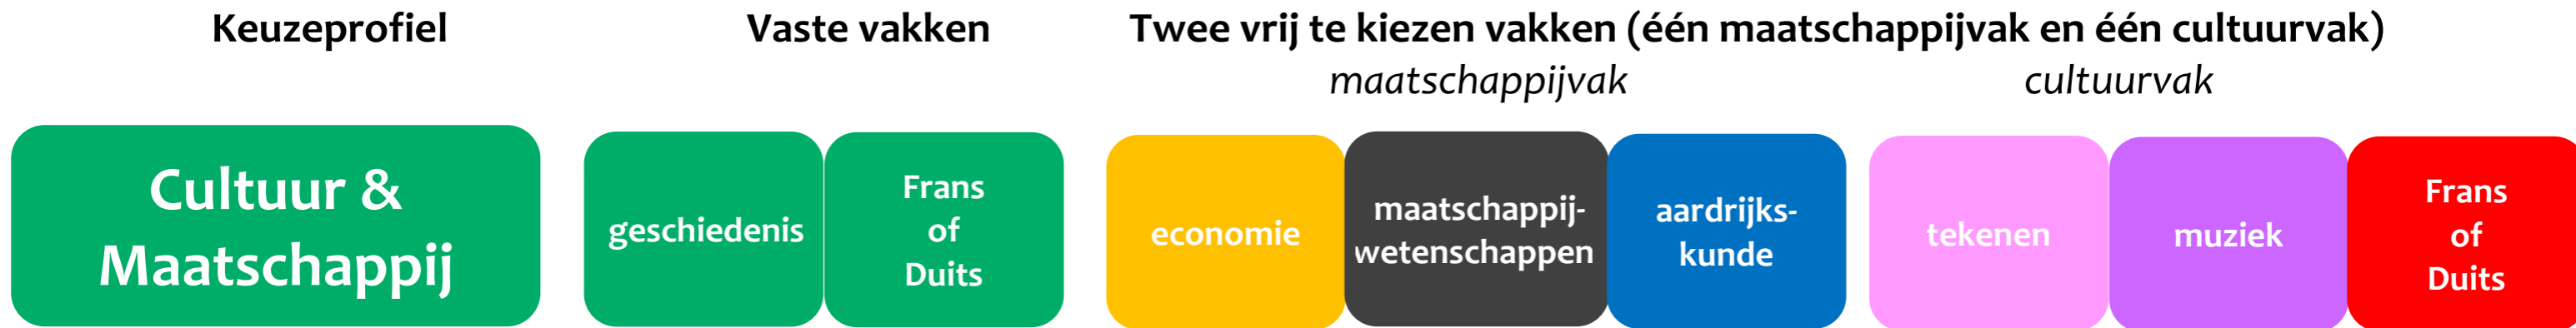 Keuzeprofiel
Vaste vakken
Twee vrij te kiezen vakken (één maatschappijvak en één cultuurvak)
maatschappijvak
cultuurvak
Cultuur &
Maatschappij
geschiedenis
Frans
of
Duits
economie
maatschappij-
wetenschappen
aardrijks-
kunde
tekenen
muziek
Frans
of
Duits